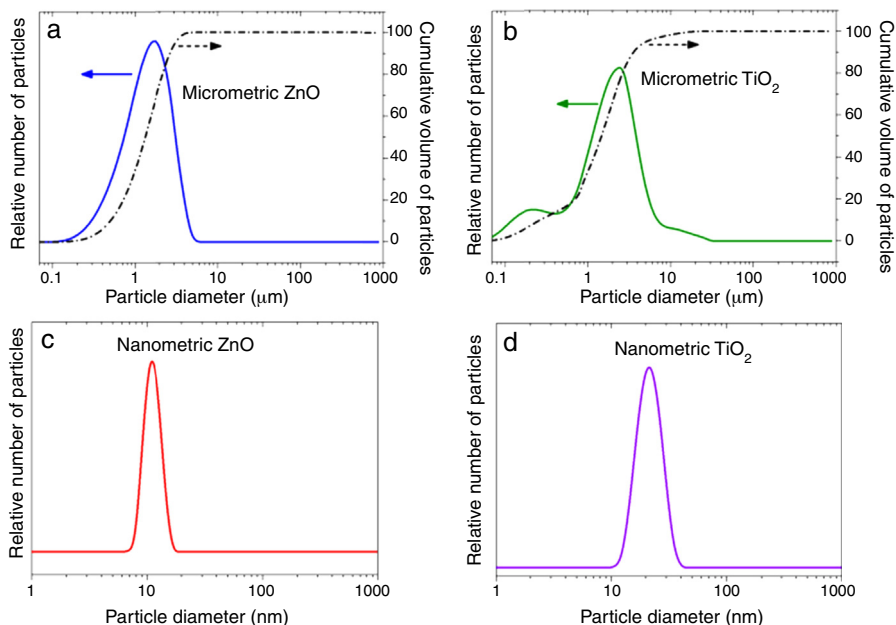 a
Relative number of particles
Micrometric ZnO
100
80
60
40
20
0
Cumulative volume of particles
0.1
1
10
100
1000
Particle diameter (μm)
b
Relative number of particles
Micrometric TiO2
100
80
60
40
20
0
Cumulative volume of particles
0.1
1
10
100
1000
Particle diameter (μm)
c
Relative number of particles
Nanometric ZnO
1
10
100
1000
Particle diameter (nm)
d
Relative number of particles
Nanometric TiO2
1
10
100
1000
Particle diameter (nm)